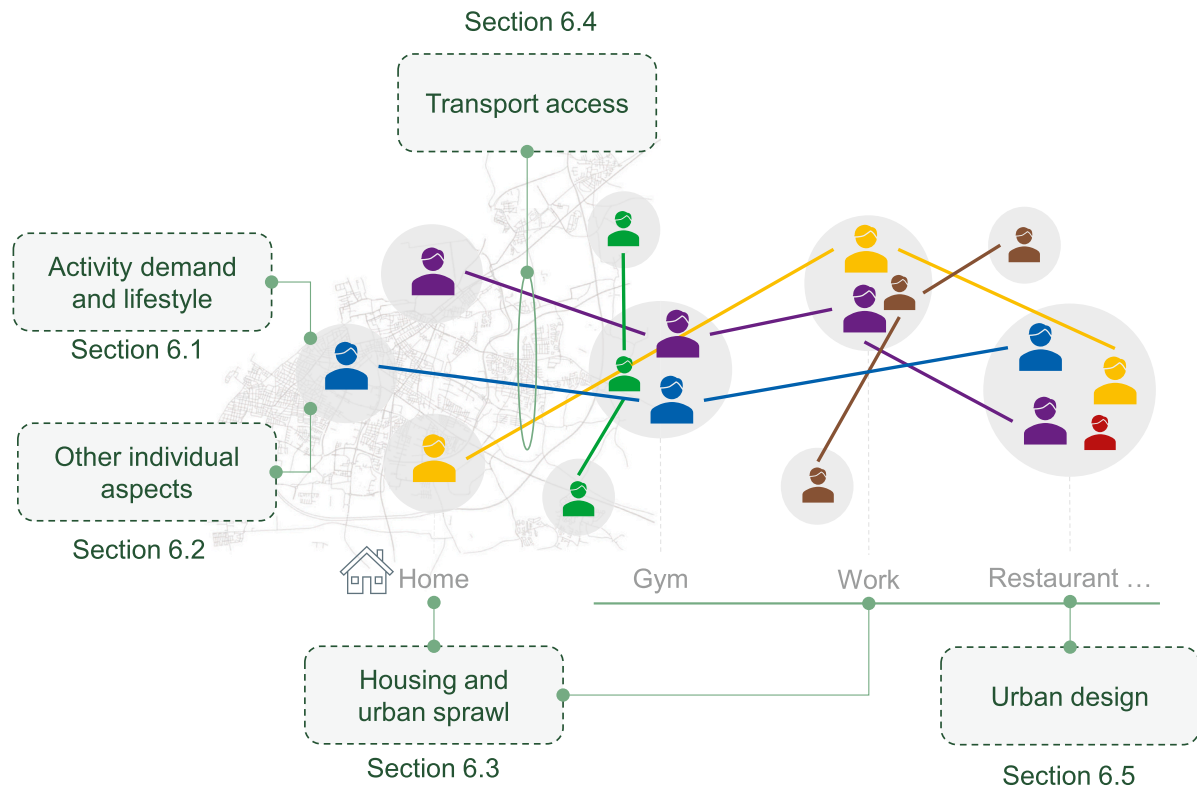 Section 6.4
Transport access
Activity demand
and lifestyle
Section 6.1
Other individual
aspects
Section 6.2
Home
Gym
Work
Restaurant ...
Housing and
urban sprawl
Section 6.3
Urban design
Section 6.5